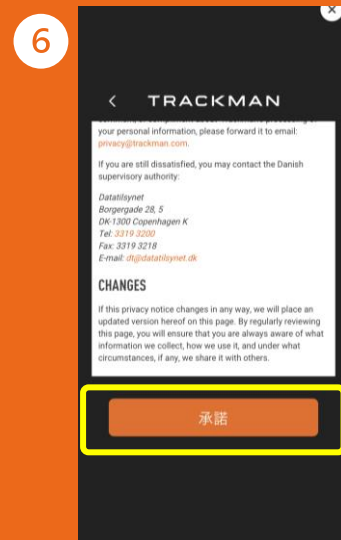 6
TRACKMAN
your personal information, please forward it to email:
privacy@trackman.com.
If you are still dissatisfied, you may contact the Danish
supervisory authority:
Datatilsynet
Borgergade 28, 5
DK-1300 Copenhagen K
Tel: 3319 3200
Fax: 3319 3218
E-mail: dt@datatilsynet.dk
CHANGES
If this privacy notice changes in any way, we will place an
updated version hereof on this page. By regularly reviewing
this page, you will ensure that you are always aware of what
information we collect, how we use it, and under what
circumstances, if any, we share it with others.
承諾